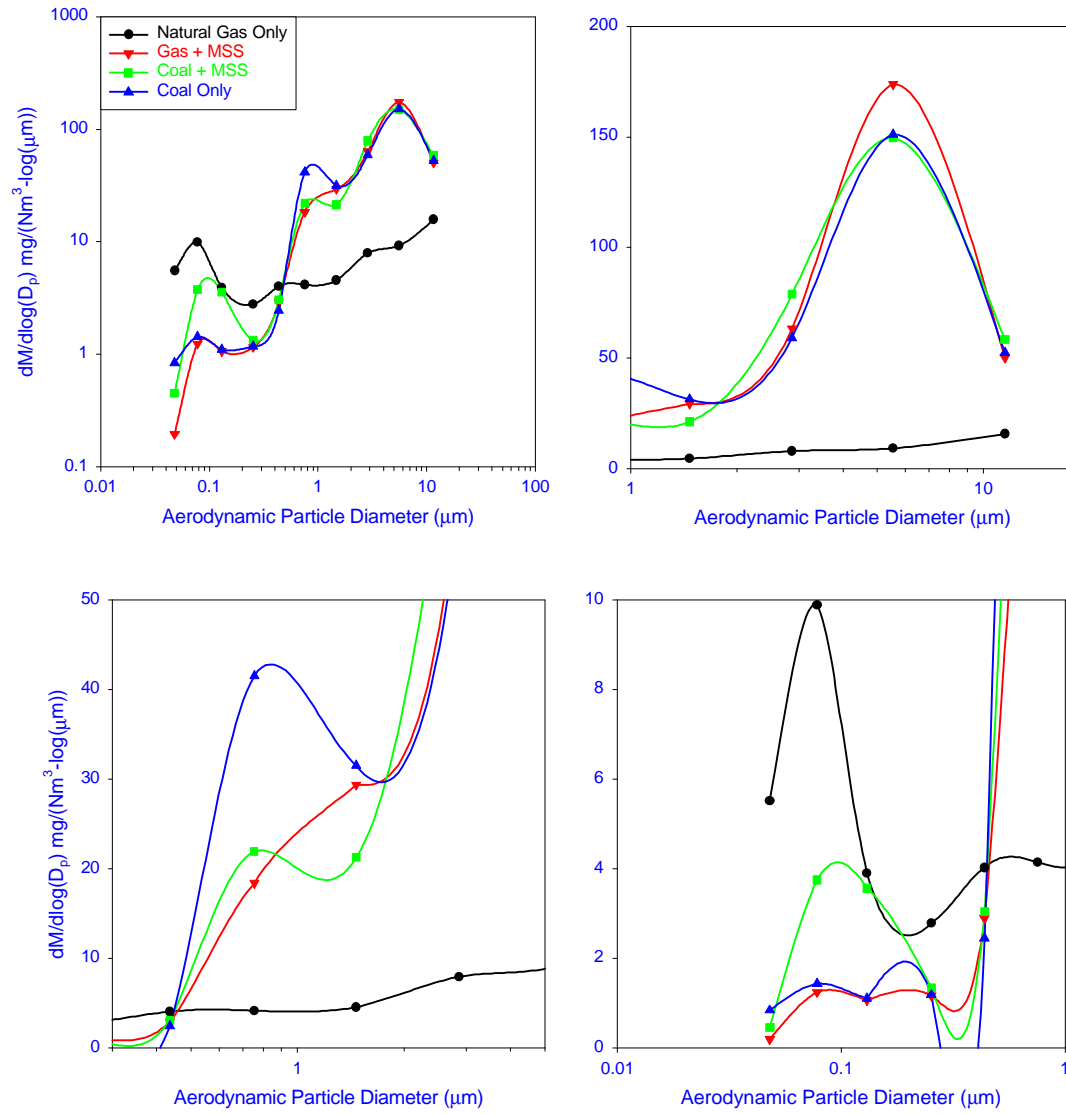 Natural Gas Only
Gas + MSS
Coal + MSS
Coal Only
1000
100
10
1
0.1
dM/dlog(Dp) mg/(Nm³-log(μm))
0.01 0.1 1 10 100
Aerodynamic Particle Diameter (μm)
200
150
100
50
0
1 10
Aerodynamic Particle Diameter (μm)
50
40
30
20
10
0
dM/dlog(Dp) mg/(Nm³-log(μm))
1
Aerodynamic Particle Diameter (μm)
10
8
6
4
2
0
0.01 0.1 1
Aerodynamic Particle Diameter (μm)